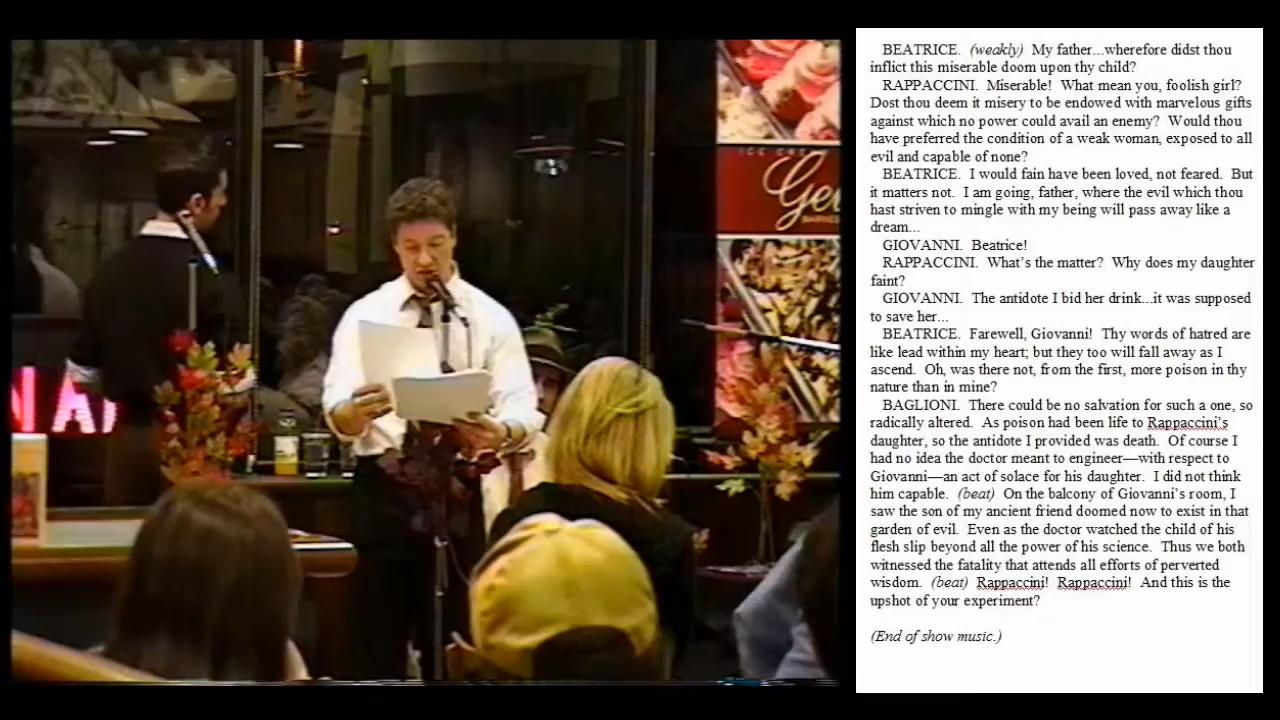 NA
ICE CRE
Ge
BEATRICE. (weakly) My father...wherefore didst thou
inflict this miserable doom upon thy child?
RAPPACCINI. Miserable! What mean you, foolish girl?
Dost thou deem it misery to be endowed with marvelous gifts
against which no power could avail an enemy? Would thou
have preferred the condition of a weak woman, exposed to all
evil and capable of none?
BEATRICE. I would fain have been loved, not feared. But
it matters not. I am going, father, where the evil which thou
hast striven to mingle with my being will pass away like a
dream...
GIOVANNI. Beatrice!
RAPPACCINI. What's the matter? Why does my daughter
faint?
GIOVANNI. The antidote I bid her drink...it was supposed
to save her...
BEATRICE. Farewell, Giovanni! Thy words of hatred are
like lead within my heart; but they too will fall away as I
ascend. Oh, was there not, from the first, more poison in thy
nature than in mine?
BAGLIONI. There could be no salvation for such a one, so
radically altered. As poison had been life to Rappaccini's
daughter, so the antidote I provided was death. Of course I
had no idea the doctor meant to engineer—with respect to
Giovanni—an act of solace for his daughter. I did not think
him capable. (beat) On the balcony of Giovanni's room, I
saw the son of my ancient friend doomed now to exist in that
garden of evil. Even as the doctor watched the child of his
flesh slip beyond all the power of his science. Thus we both
witnessed the fatality that attends all efforts of perverted
wisdom. (beat) Rappaccini! Rappaccini! And this is the
upshot of your experiment?
(End of show music.)